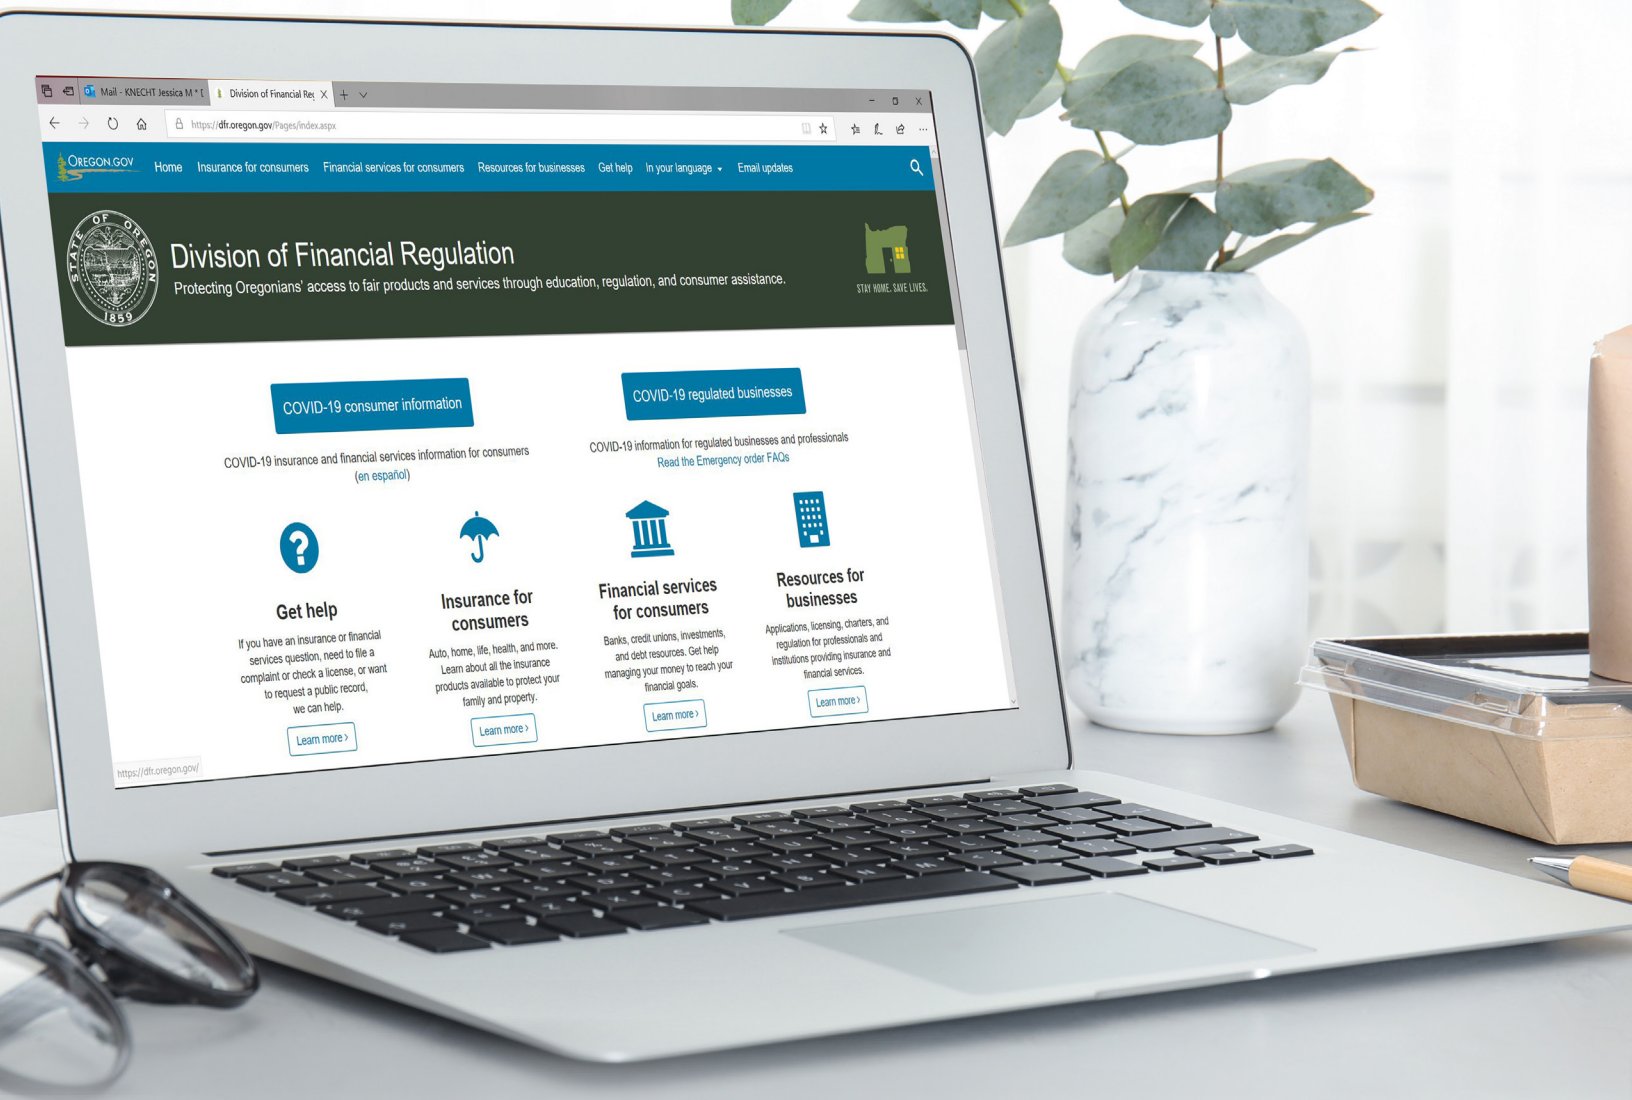 Mail - KNECHT Jessica M * [
Division of Financial Reg
https://dfr.oregon.gov/Pages/index.aspx
OREGON.GOV
Home
Insurance for consumers
Financial services for consumers
Resources for businesses
Get help
In your language
Email updates
STATE OF OREGON
1859
Division of Financial Regulation
Protecting Oregonians' access to fair products and services through education, regulation, and consumer assistance.
STAY HOME. SAVE LIVES.
COVID-19 consumer information
COVID-19 insurance and financial services information for consumers
(en español)
COVID-19 regulated businesses
COVID-19 information for regulated businesses and professionals
Read the Emergency order FAQs
Get help
If you have an insurance or financial
services question, need to file a
complaint or check a license, or want
to request a public record,
we can help.
Learn more ›
Insurance for
consumers
Auto, home, life, health, and more.
Learn about all the insurance
products available to protect your
family and property.
Learn more ›
Financial services
for consumers
Banks, credit unions, investments,
and debt resources. Get help
managing your money to reach your
financial goals.
Learn more ›
Resources for
businesses
Applications, licensing, charters, and
regulation for professionals and
institutions providing insurance and
financial services.
Learn more ›
https://dfr.oregon.gov/